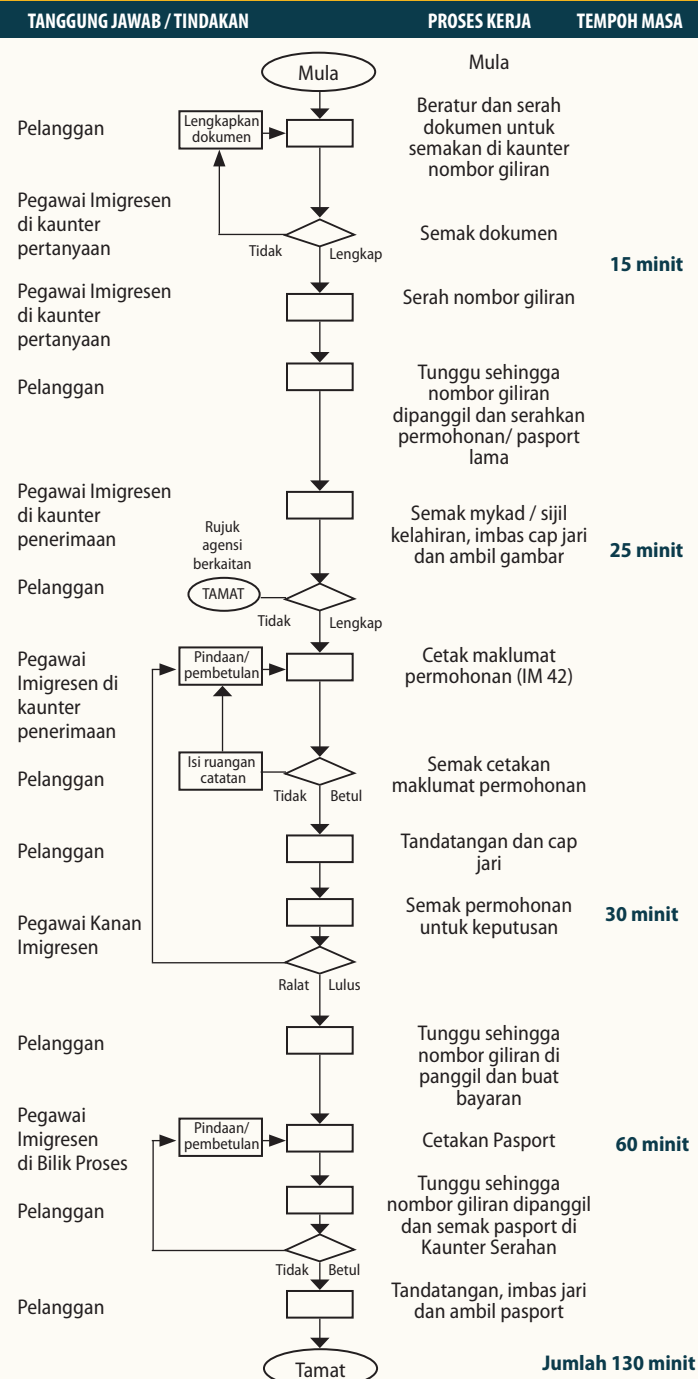 TANGGUNG JAWAB / TINDAKAN
PROSES KERJA
TEMPOH MASA
Mula
Mula
Pelanggan
Lengkapkan
dokumen
Beratur dan serah
dokumen untuk
semakan di kaunter
nombor giliran
Pegawai Imigresen
di kaunter
pertanyaan
Tidak
Lengkap
Semak dokumen
15 minit
Pegawai Imigresen
di kaunter
pertanyaan
Serah nombor giliran
Pelanggan
Tunggu sehingga
nombor giliran
dipanggil dan serahkan
permohonan/ pasport
lama
Pegawai Imigresen
di kaunter
penerimaan
Semak mykad / sijil
kelahiran, imbas cap jari
dan ambil gambar
25 minit
Rujuk
agensi
berkaitan
Pelanggan
TAMAT
Tidak
Lengkap
Pegawai
Imigresen di
kaunter
penerimaan
Pindaan/
pembetulan
Cetak maklumat
permohonan (IM 42)
Pelanggan
Isi ruangan
catatan
Tidak
Betul
Semak cetakan
maklumat permohonan
Pelanggan
Tandatangan dan cap
jari
Pegawai Kanan
Imigresen
Semak permohonan
untuk keputusan
30 minit
Ralat
Lulus
Pelanggan
Tunggu sehingga
nombor giliran di
panggil dan buat
bayaran
Pegawai
Imigresen
di Bilik Proses
Pindaan/
pembetulan
Cetakan Pasport
60 minit
Pelanggan
Tunggu sehingga
nombor giliran dipanggil
dan semak pasport di
Kaunter Serahan
Tidak
Betul
Pelanggan
Tandatangan, imbas jari
dan ambil pasport
Tamat
Jumlah 130 minit